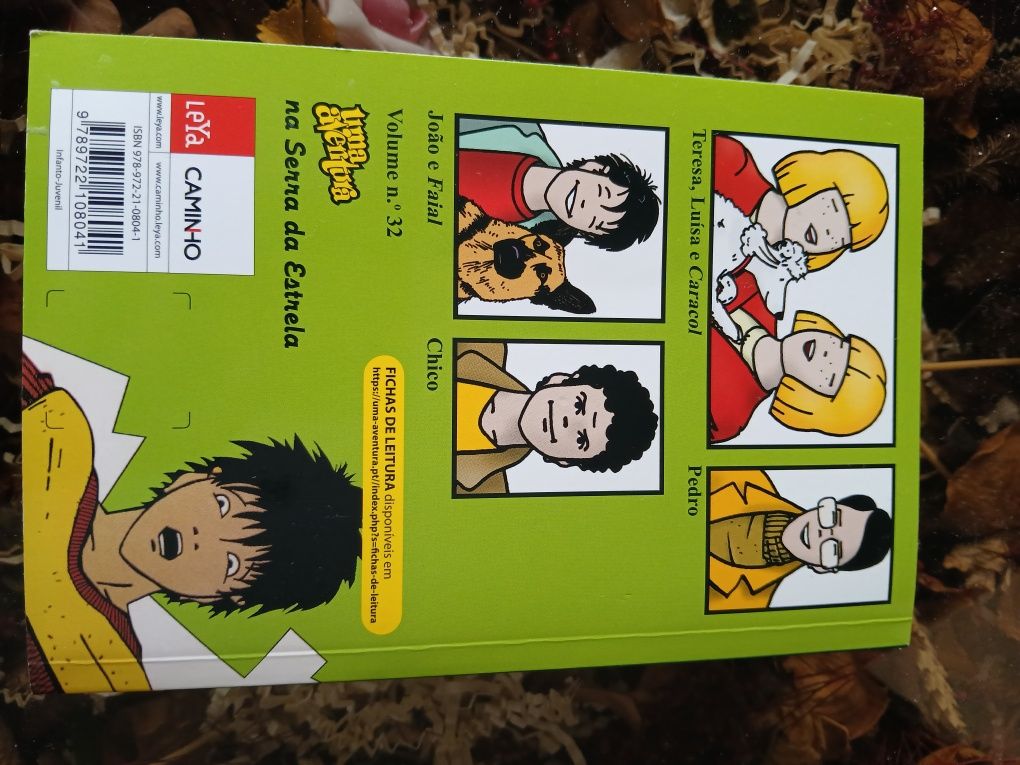 Teresa, Luísa e Caracol
Pedro
João e Faial
Chico
Volume n.º 32
uma
aventura
na Serra da Estrela
FICHAS DE LEITURA disponíveis em
https://uma-aventura.pt//index.php?s=fichas-de-leitura
LEYA
CAMINHO
www.leya.com
www.caminho.leya.com
ISBN 978-972-21-0804-1
9 789722 108041
Infanto-Juvenil